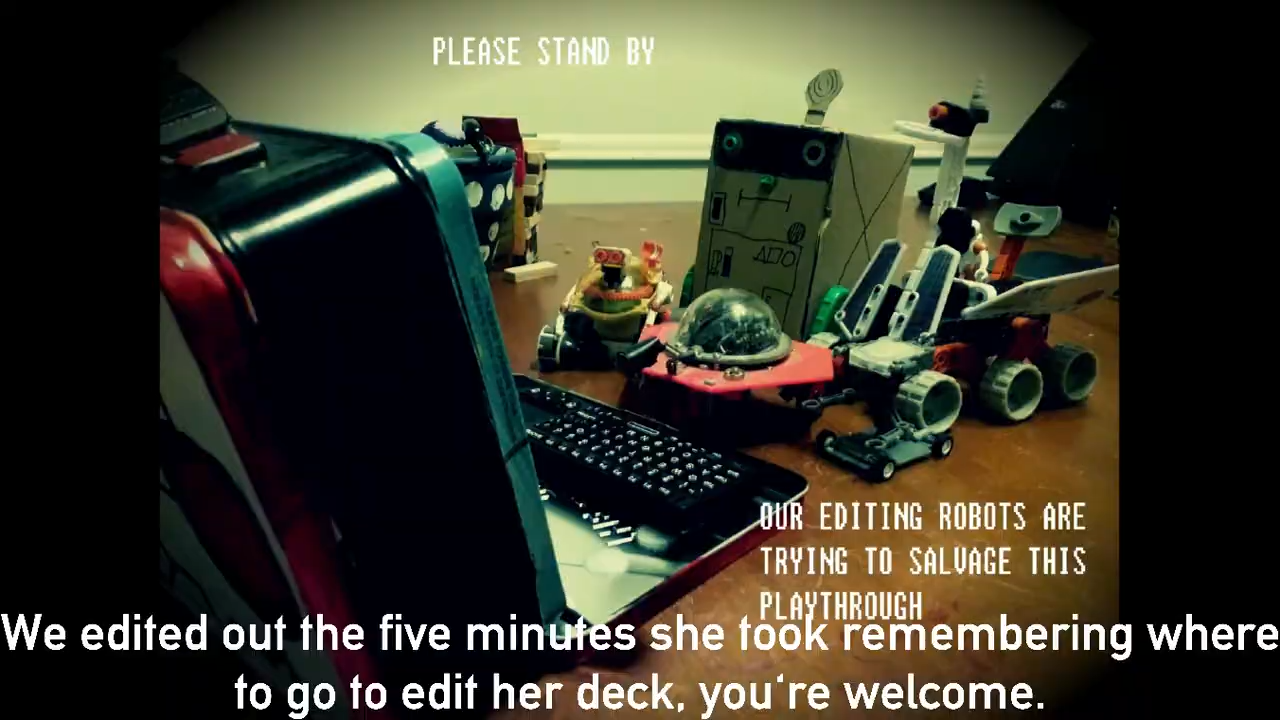 PLEASE STAND BY
OUR EDITING ROBOTS ARE
TRYING TO SALVAGE THIS
PLAYTHROUGH
We edited out the five minutes she took remembering where
to go to edit her deck, you're welcome.